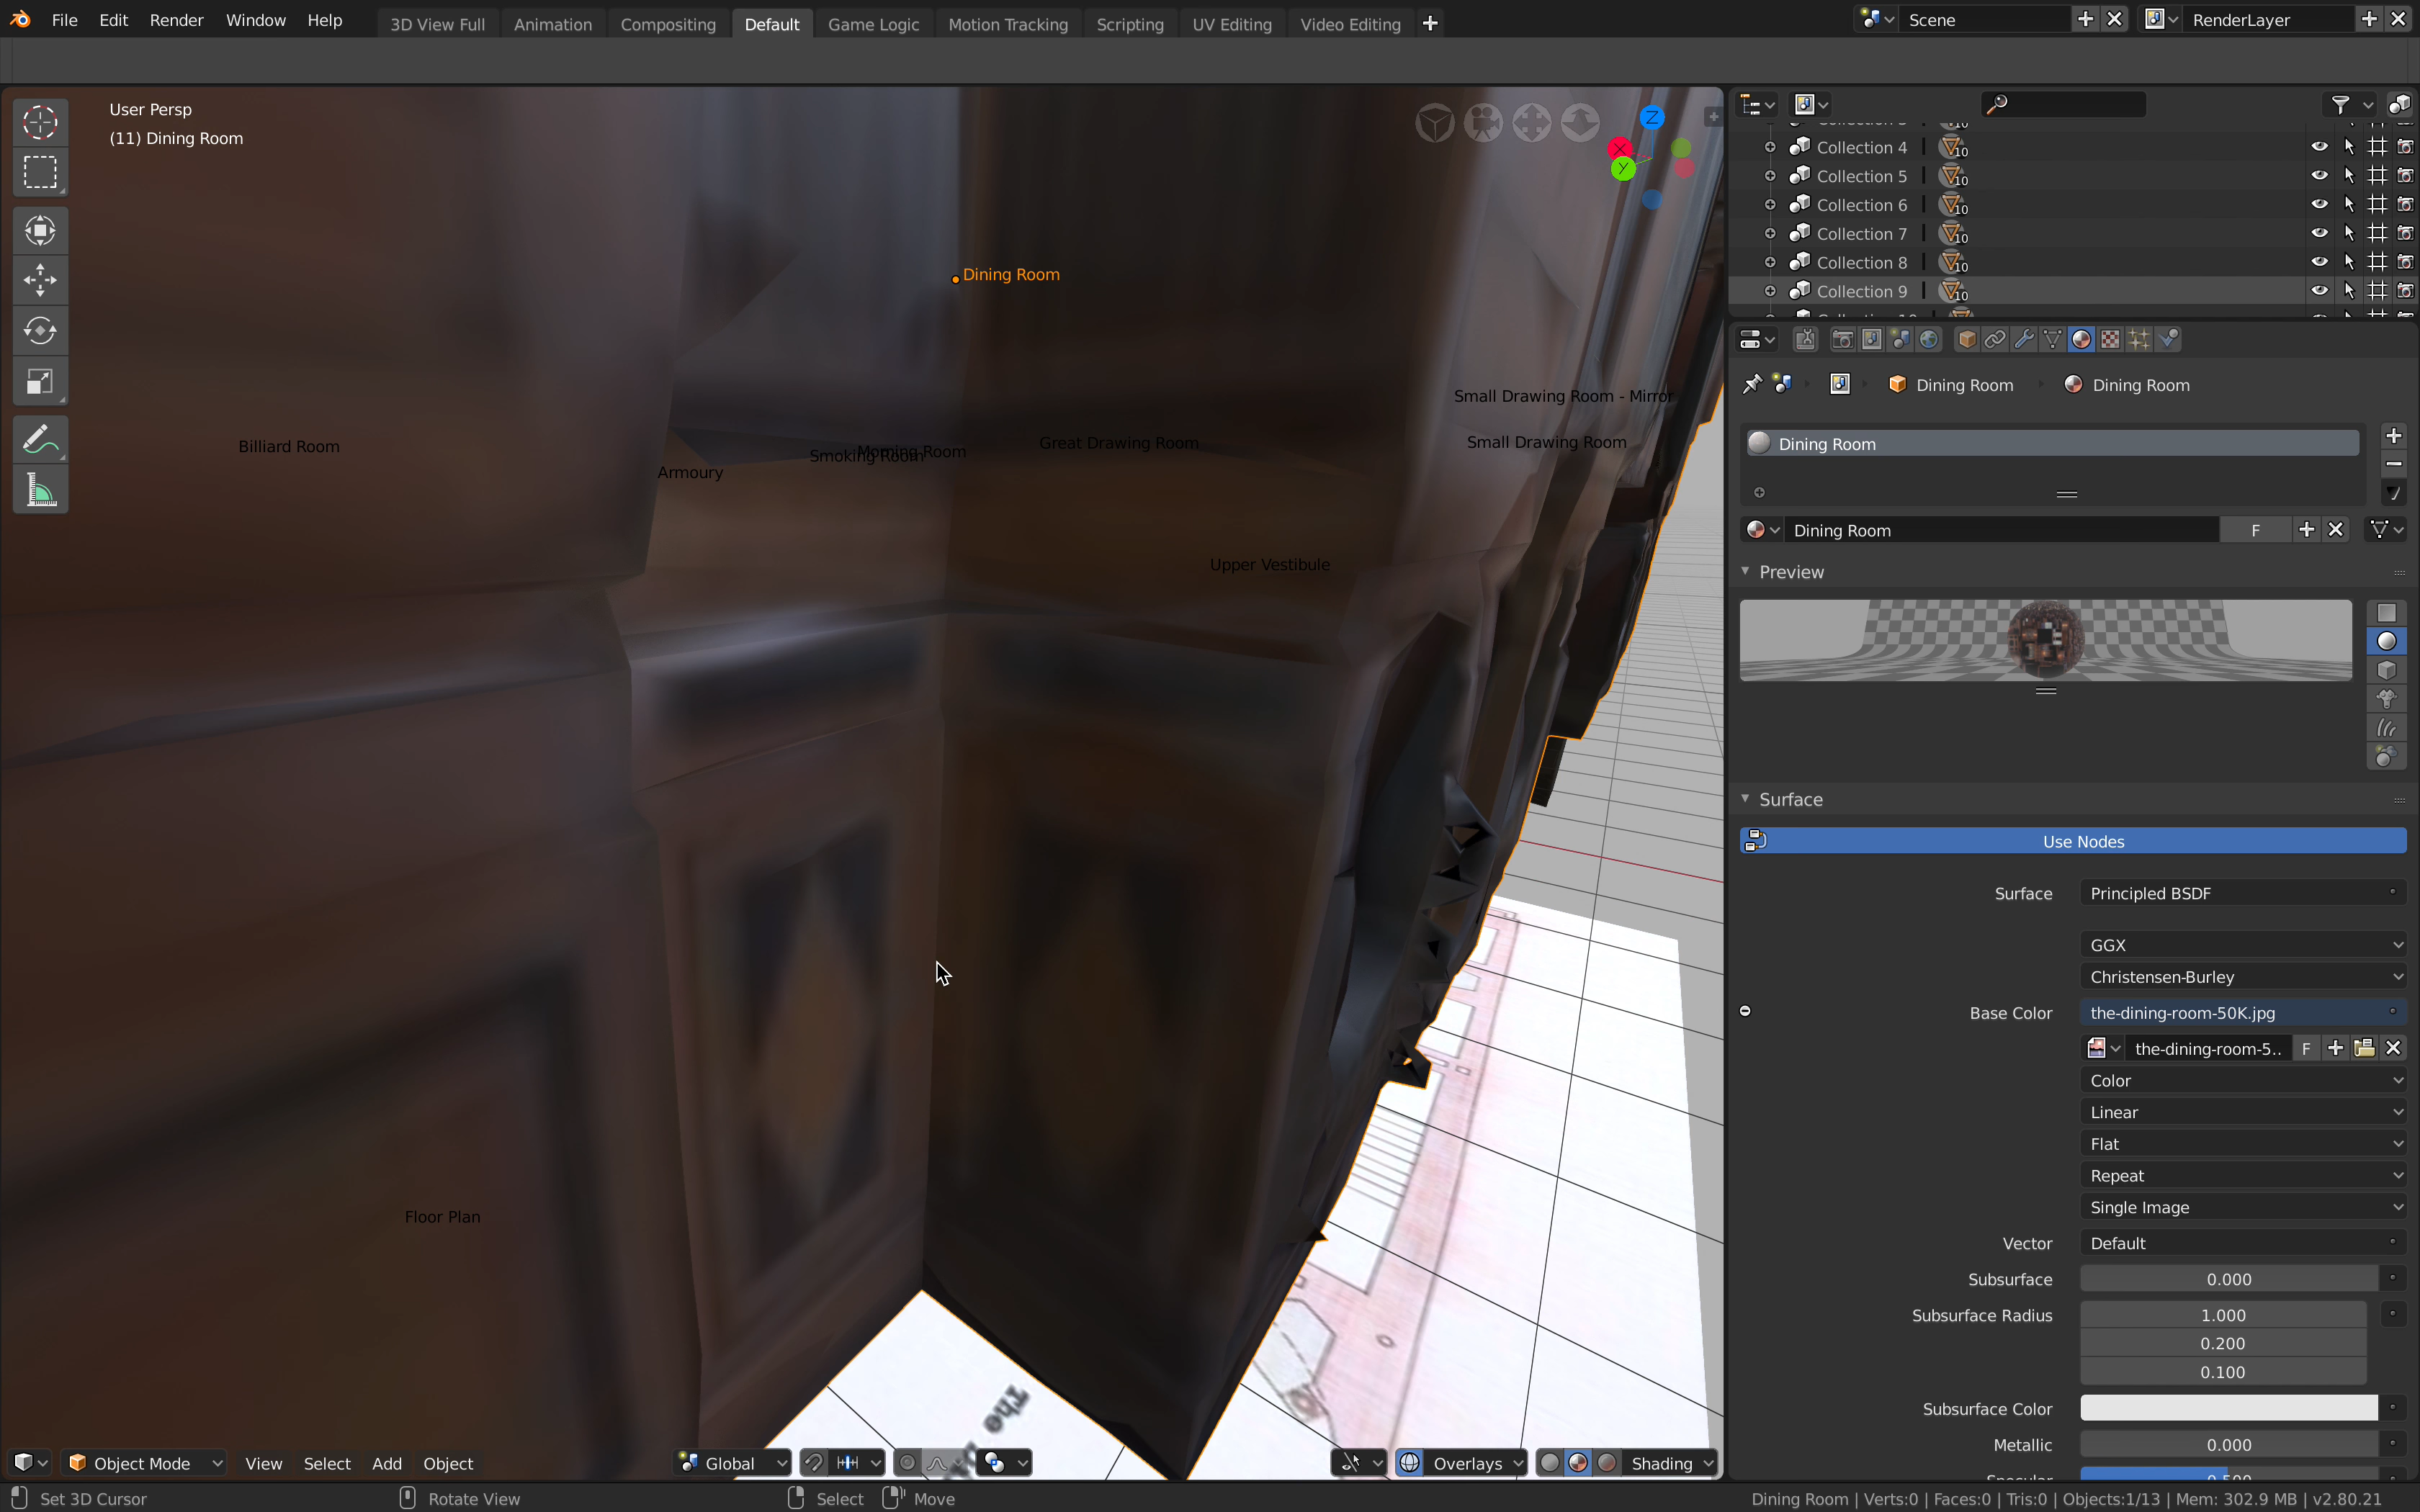 File Edit Render Window Help
3D View Full Animation Compositing Default Game Logic Motion Tracking Scripting UV Editing Video Editing
Scene
RenderLayer
User Persp
(11) Dining Room
Z
X
Y
Dining Room
Small Drawing Room - Mirror
Billiard Room
Smoking Room
Morning Room
Great Drawing Room
Small Drawing Room
Armoury
Upper Vestibule
Floor Plan
The
Object Mode View Select Add Object
Global
Overlays
Shading
Collection 4 10
Collection 5 10
Collection 6 10
Collection 7 10
Collection 8 10
Collection 9 10
Dining Room Dining Room
Dining Room
Dining Room F
Preview
Surface
Use Nodes
Surface Principled BSDF
GGX
Christensen-Burley
Base Color the-dining-room-50K.jpg
the-dining-room-5.. F
Color
Linear
Flat
Repeat
Single Image
Vector Default
Subsurface 0.000
Subsurface Radius 1.000
0.200
0.100
Subsurface Color
Metallic 0.000
Set 3D Cursor Rotate View Select Move
Dining Room | Verts:0 | Faces:0 | Tris:0 | Objects:1/13 | Mem: 302.9 MB | v2.80.21